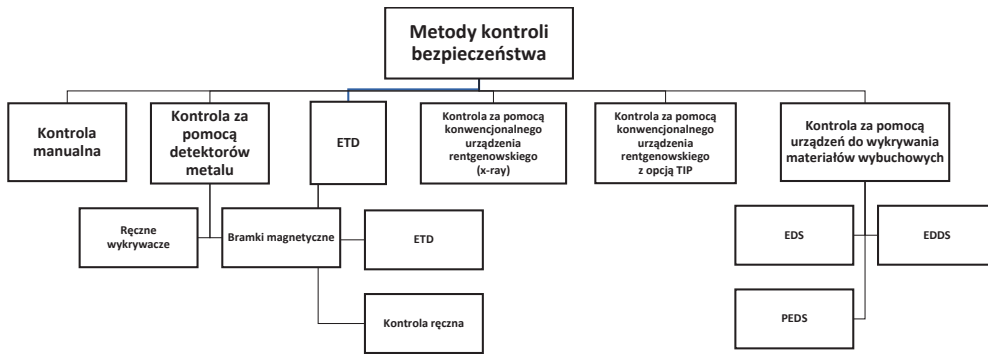 Metody kontroli
bezpieczeństwa
Kontrola
manualna
Kontrola za
pomocą
detektorów
metalu
ETD
Kontrola za pomocą
konwencjonalnego
urządzenia
rentgenowskiego
(x-ray)
Kontrola za pomocą
konwencjonalnego
urządzenia
rentgenowskiego
z opcją TIP
Kontrola za pomocą
urządzeń do wykrywania
materiałów wybuchowych
Ręczne
wykrywacze
Bramki magnetyczne
ETD
EDS
EDDS
Kontrola ręczna
PEDS